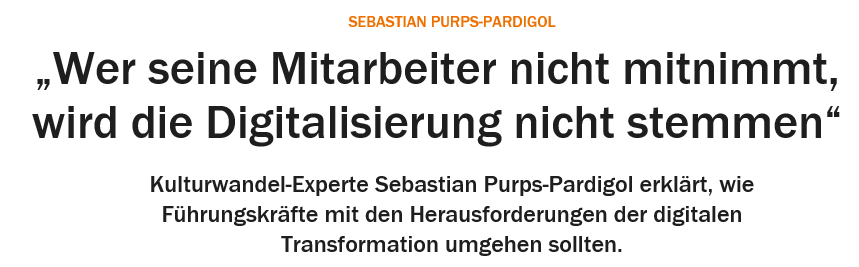 SEBASTIAN PURPS-PARDIGOL
„Wer seine Mitarbeiter nicht mitnimmt,
wird die Digitalisierung nicht stemmen“
Kulturwandel-Experte Sebastian Purps-Pardigol erklärt, wie
Führungskräfte mit den Herausforderungen der digitalen
Transformation umgehen sollten.